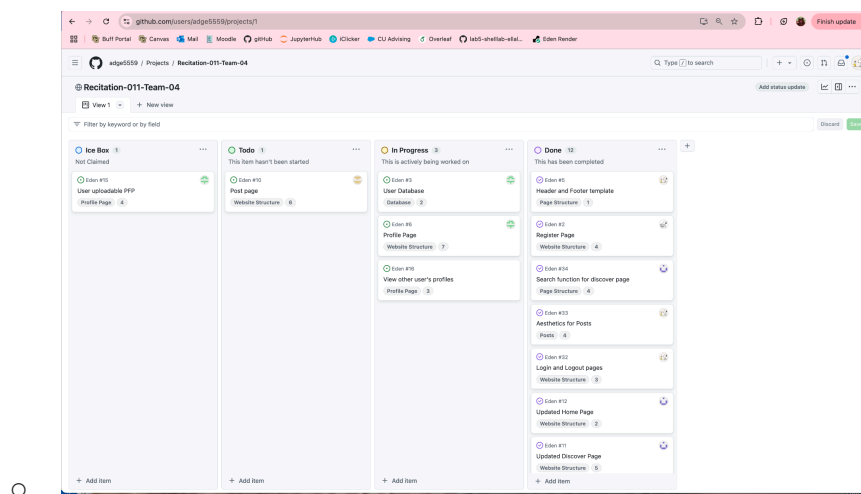 github.com/users/adge5559/projects/1
Finish update
Buff Portal Canvas Mail Moodle gitHub JupyterHub iClicker CU Advising Overleaf lab5-shelllab-ellal... Eden Render
adge5559 / Projects / Recitation-011-Team-04
Type / to search
Recitation-011-Team-04
Add status update
View 1
+ New view
Filter by keyword or by field
Discard
Ice Box 1
Not Claimed
Eden #15
User uploadable PFP
Profile Page 4
+ Add item
Todo 1
This item hasn't been started
Eden #10
Post page
Website Structure 6
+ Add item
In Progress 3
This is actively being worked on
Eden #3
User Database
Database 2
Eden #6
Profile Page
Website Structure 7
Eden #16
View other user's profiles
Profile Page 3
+ Add item
Done 12
This has been completed
Eden #5
Header and Footer template
Page Structure 1
Eden #2
Register Page
Website Sturcture 4
Eden #34
Search function for discover page
Page Structure 4
Eden #33
Aesthetics for Posts
Posts 4
Eden #32
Login and Logout pages
Website Structure 3
Eden #12
Updated Home Page
Website Structure 2
Eden #11
Updated Discover Page
Website Structure 5
+ Add item